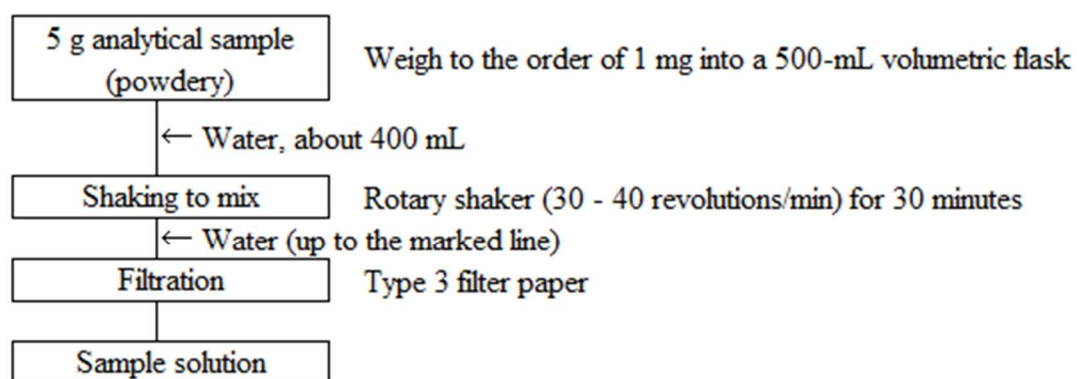 5 g analytical sample
(powdery)
Weigh to the order of 1 mg into a 500-mL volumetric flask
← Water, about 400 mL
Shaking to mix
Rotary shaker (30 - 40 revolutions/min) for 30 minutes
← Water (up to the marked line)
Filtration
Type 3 filter paper
Sample solution